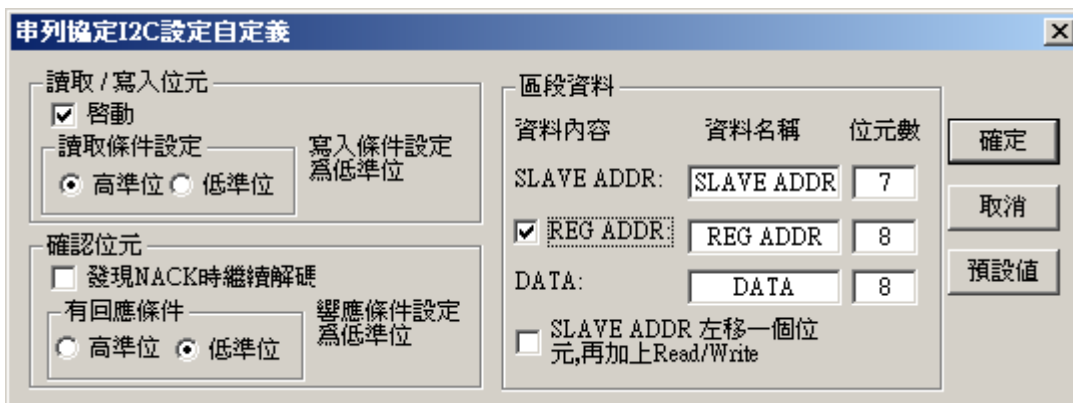 串列協定I2C設定自定義
讀取 / 寫入位元
啓動
讀取條件設定
高準位 低準位
寫入條件設定
爲低準位
確認位元
發現NACK時繼續解碼
有回應條件
高準位 低準位
響應條件設定
爲低準位
區段資料
資料內容 資料名稱 位元數
SLAVE ADDR: SLAVE ADDR 7
REG ADDR: REG ADDR 8
DATA: DATA 8
SLAVE ADDR 左移一個位
元,再加上Read/Write
確定
取消
預設値